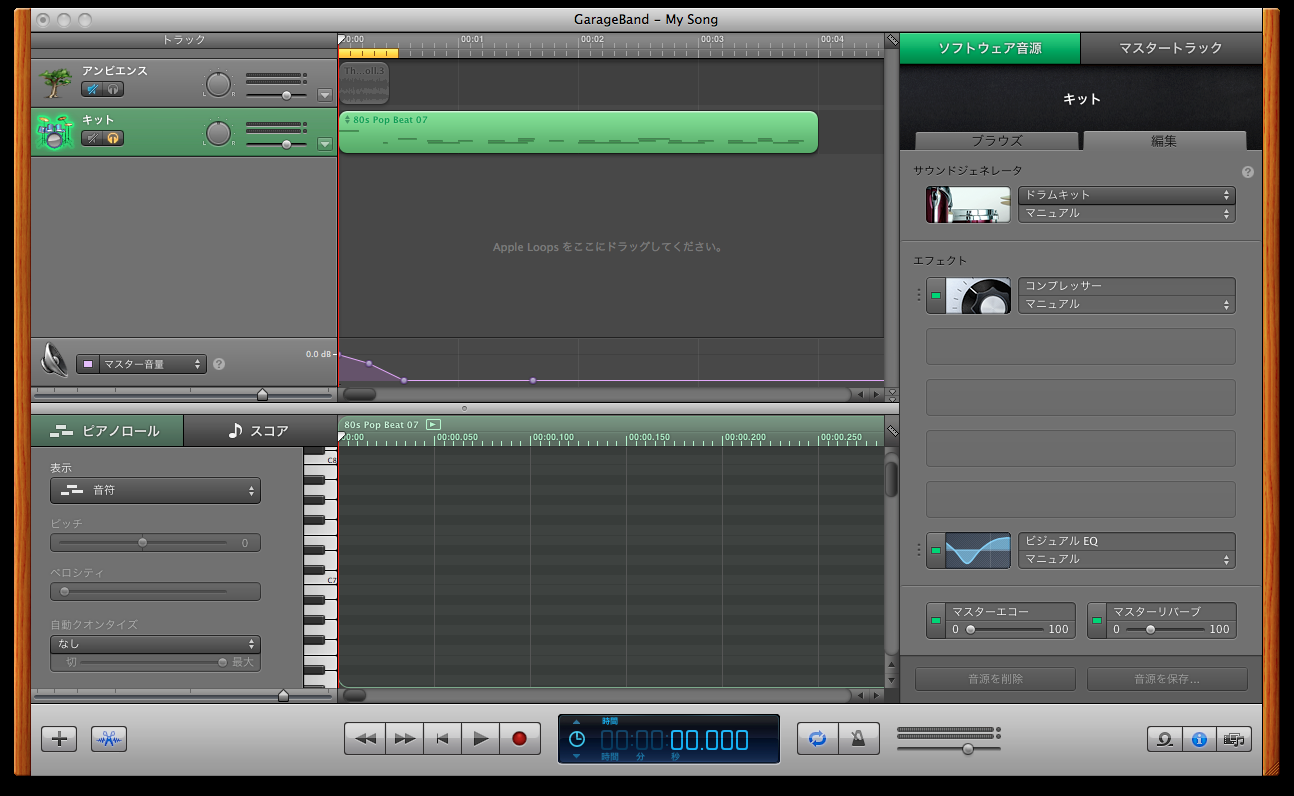 GarageBand – My Song
トラック
00:00
00:01
00:02
00:03
00:04
アンビエンス
L
R
Th...oll.3
キット
L
R
80s Pop Beat 07
Apple Loops をここにドラッグしてください。
マスター音量
?
0.0 dB
ピアノロール
スコア
80s Pop Beat 07
00:00
00:00.050
00:00.100
00:00.150
00:00.200
00:00.250
表示
音符
ピッチ
0
ベロシティ
自動クオンタイズ
なし
切
最大
C8
C7
ソフトウェア音源
マスタートラック
キット
ブラウズ
編集
サウンドジェネレータ
?
ドラムキット
マニュアル
エフェクト
コンプレッサー
マニュアル
ビジュアル EQ
マニュアル
マスターエコー
0
100
マスターリバーブ
0
100
音源を削除
音源を保存...
時間
00:00:00.000
時間
分
秒